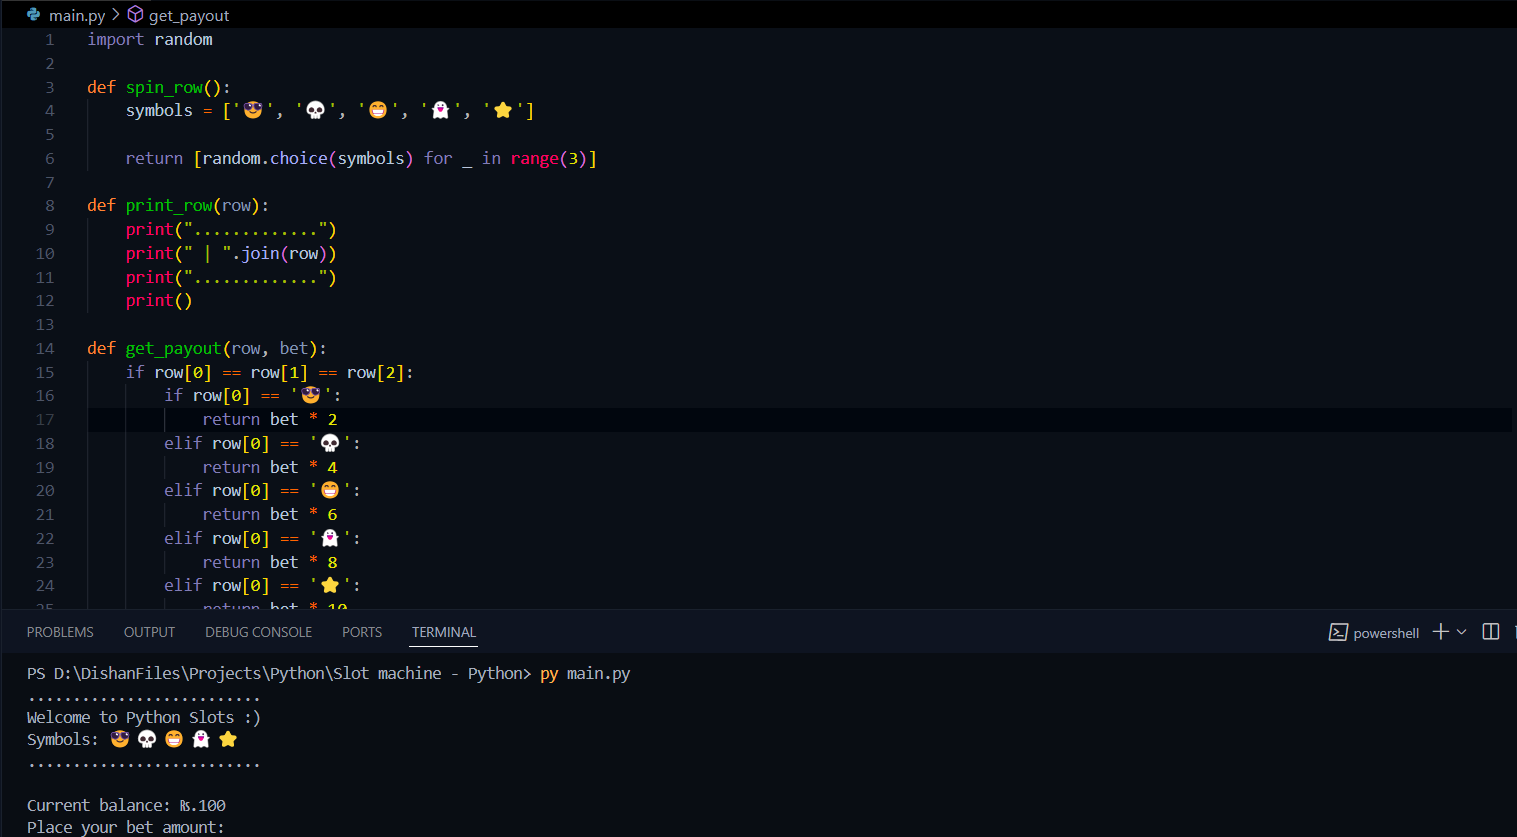 main.py > get_payout
1 import random
2
3 def spin_row():
4 symbols = ['😎', '💀', '😁', '👻', '⭐']
5
6 return [random.choice(symbols) for _ in range(3)]
7
8 def print_row(row):
9 print(".............")
10 print(" | ".join(row))
11 print(".............")
12 print()
13
14 def get_payout(row, bet):
15 if row[0] == row[1] == row[2]:
16 if row[0] == '😎':
17 return bet * 2
18 elif row[0] == '💀':
19 return bet * 4
20 elif row[0] == '😁':
21 return bet * 6
22 elif row[0] == '👻':
23 return bet * 8
24 elif row[0] == '⭐':
25 return bet * 10
PROBLEMS OUTPUT DEBUG CONSOLE PORTS TERMINAL powershell
PS D:\DishanFiles\Projects\Python\Slot machine - Python> py main.py
..........................
Welcome to Python Slots :)
Symbols: 😎 💀 😁 👻 ⭐
..........................
Current balance: ₨.100
Place your bet amount: